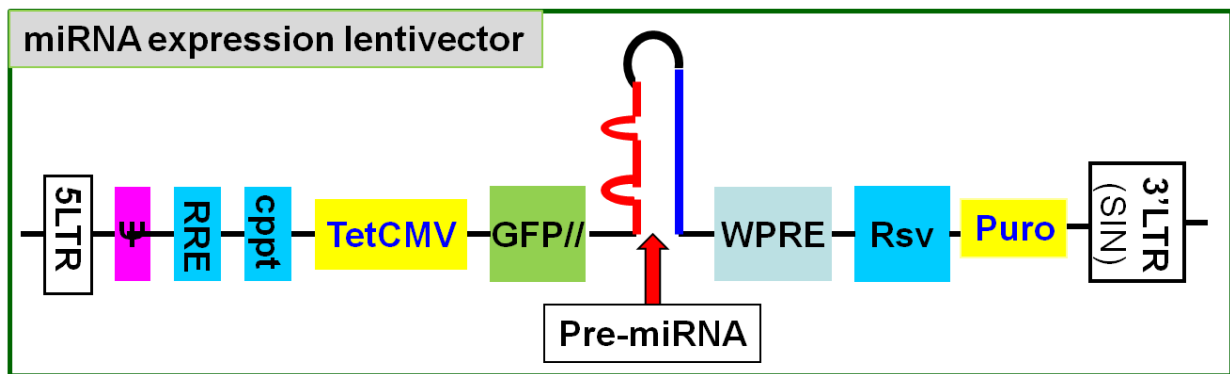 miRNA expression lentivector
5LTR
Ψ
RRE
cppt
TetCMV
GFP//
WPRE
Rsv
Puro
3'LTR
(SIN)
Pre-miRNA